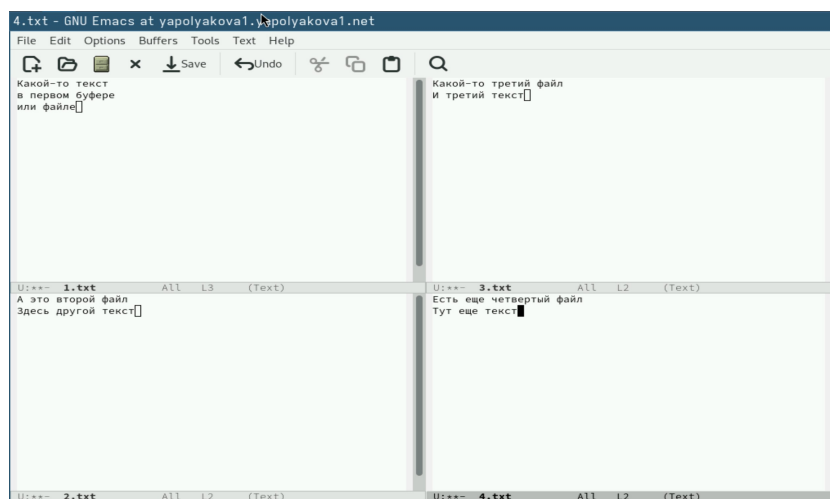 4.txt - GNU Emacs at yapolyakova1.yapolyakova1.net
File Edit Options Buffers Tools Text Help
Save Undo
Какой-то текст
в первом буфере
или файле
U:**- 1.txt All L3 (Text)
Какой-то третий файл
И третий текст
U:**- 3.txt All L2 (Text)
А это второй файл
Здесь другой текст
U:**- 2.txt All L2 (Text)
Есть еще четвертый файл
Тут еще текст
U:**- 4.txt All L2 (Text)